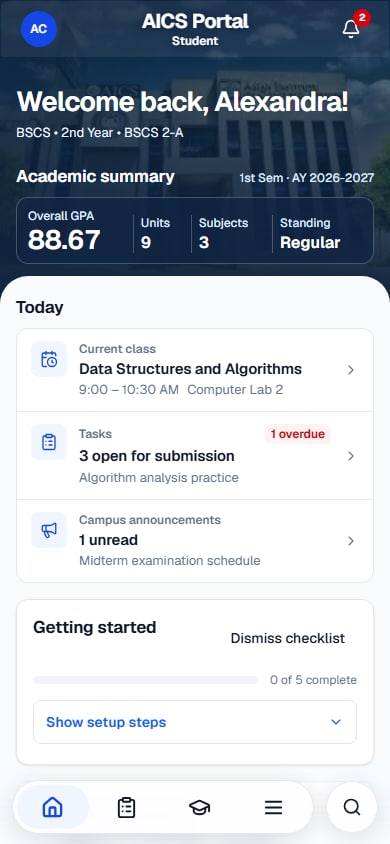 AC
AICS Portal
Student
2
Welcome back, Alexandra!
BSCS • 2nd Year • BSCS 2-A
Academic summary
1st Sem · AY 2026-2027
Overall GPA
88.67
Units
9
Subjects
3
Standing
Regular
Today
Current class
Data Structures and Algorithms
9:00 – 10:30 AM Computer Lab 2
Tasks
1 overdue
3 open for submission
Algorithm analysis practice
Campus announcements
1 unread
Midterm examination schedule
Getting started
Dismiss checklist
0 of 5 complete
Show setup steps